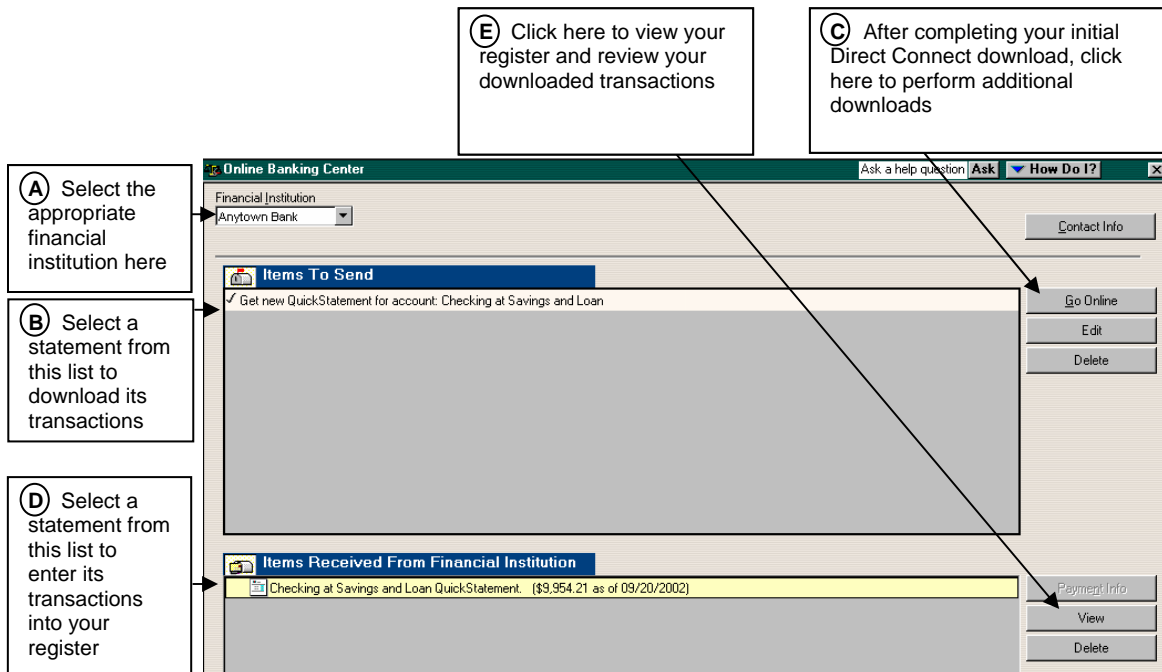 E Click here to view your
register and review your
downloaded transactions
C After completing your initial
Direct Connect download, click
here to perform additional
downloads
A Select the
appropriate
financial
institution here
B Select a
statement from
this list to
download its
transactions
D Select a
statement from
this list to
enter its
transactions
into your
register
Online Banking Center
Ask a help question Ask How Do I?
Financial Institution
Anytown Bank
Contact Info
Items To Send
✓ Get new QuickStatement for account: Checking at Savings and Loan
Go Online
Edit
Delete
Items Received From Financial Institution
Checking at Savings and Loan QuickStatement. ($9,954.21 as of 09/20/2002)
Payment Info
View
Delete